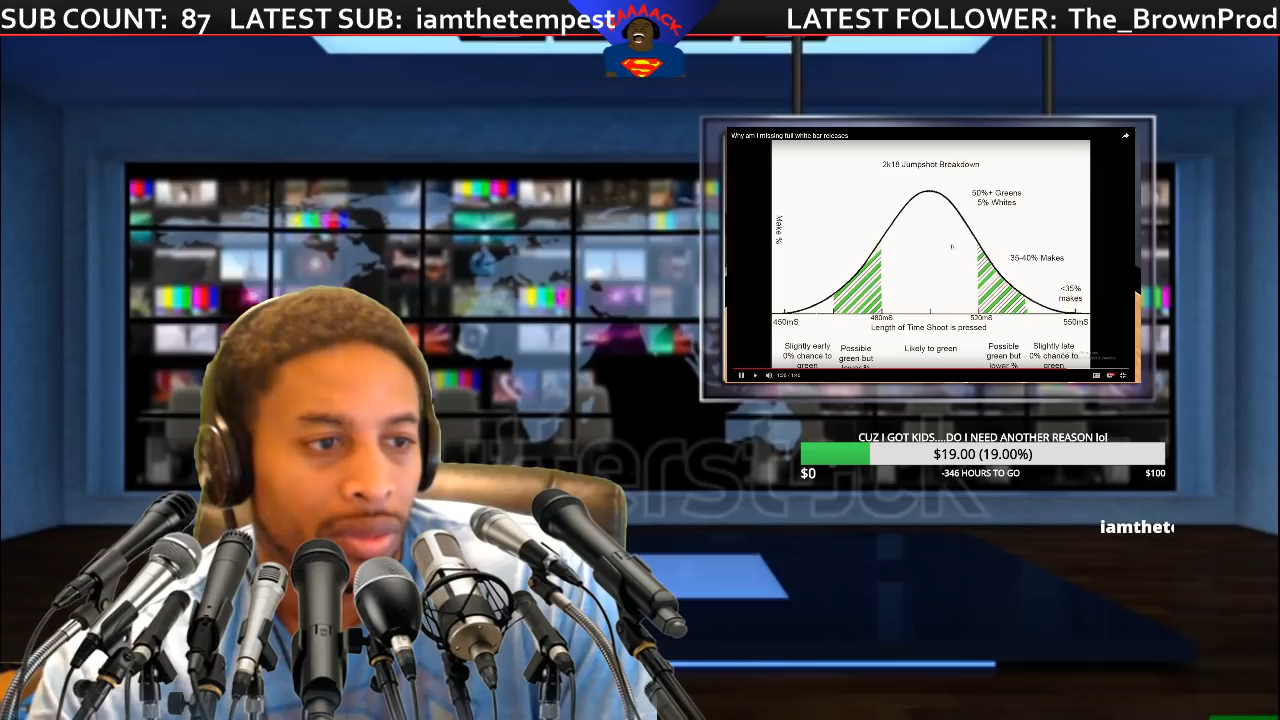 SUB COUNT: 87 LATEST SUB: iamthetempest
LATEST FOLLOWER: The_BrownProd
AAAACK
Why am I missing full white bar releases
2k18 Jumpshot Breakdown
50%+ Greens
5% Whites
Make %
35-40% Makes
<35%
makes
450mS
480mS
520mS
550mS
Length of Time Shoot is pressed
Slightly early
0% chance to
green
Possible
green but
lower %
Likely to green
Possible
green but
lower %
Slightly late
0% chance to
green
CUZ I GOT KIDS....DO I NEED ANOTHER REASON lol
$19.00 (19.00%)
$0
-346 HOURS TO GO
$100
iamthet